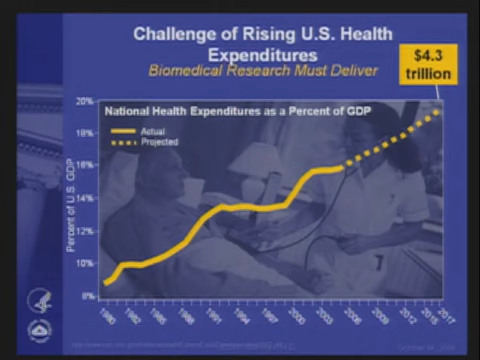 Challenge of Rising U.S. Health
Expenditures
Biomedical Research Must Deliver
$4.3
trillion
National Health Expenditures as a Percent of GDP
Actual
Projected
Percent of U.S. GDP
20%
18%
16%
14%
12%
10%
8%
1980
1982
1985
1988
1991
1994
1997
2000
2003
2006
2009
2012
2015
2017